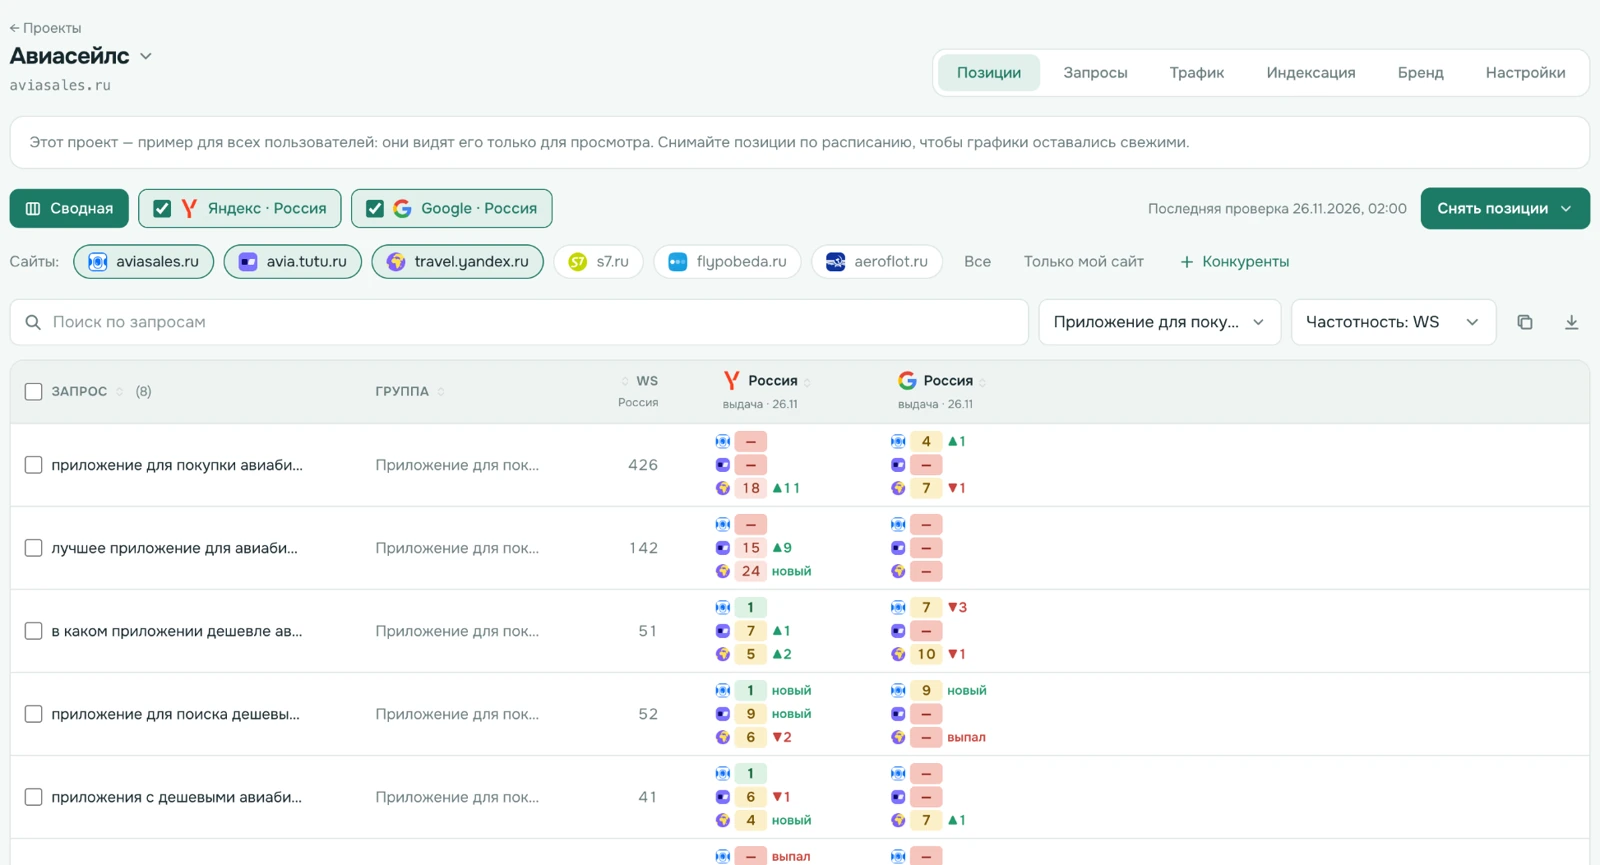 ← Проекты
Авиасейлс
aviasales.ru
Позиции Запросы Трафик Индексация Бренд Настройки
Этот проект — пример для всех пользователей: они видят его только для просмотра. Снимайте позиции по расписанию, чтобы графики оставались свежими.
Сводная Яндекс · Россия Google · Россия Последняя проверка 26.11.2026, 02:00 Снять позиции
Сайты: aviasales.ru avia.tutu.ru travel.yandex.ru s7.ru flypobeda.ru aeroflot.ru Все Только мой сайт + Конкуренты
Поиск по запросам Приложение для поку... Частотность: WS
ЗАПРОС (8) ГРУППА WS Россия Россия
Россия выдача · 26.11 выдача · 26.11
— 4 ▲1
приложение для покупки авиаби... Приложение для пок... 426 — —
18 ▲11 7 ▼1
— —
лучшее приложение для авиаби... Приложение для пок... 142 15 ▲9 —
24 новый —
1 7 ▼3
в каком приложении дешевле ав... Приложение для пок... 51 7 ▲1 —
5 ▲2 10 ▼1
1 новый 9 новый
приложение для поиска дешевы... Приложение для пок... 52 9 новый —
6 ▼2 — выпал
1 —
приложения с дешевыми авиаби... Приложение для пок... 41 6 ▼1 —
4 новый 7 ▲1
— выпал —